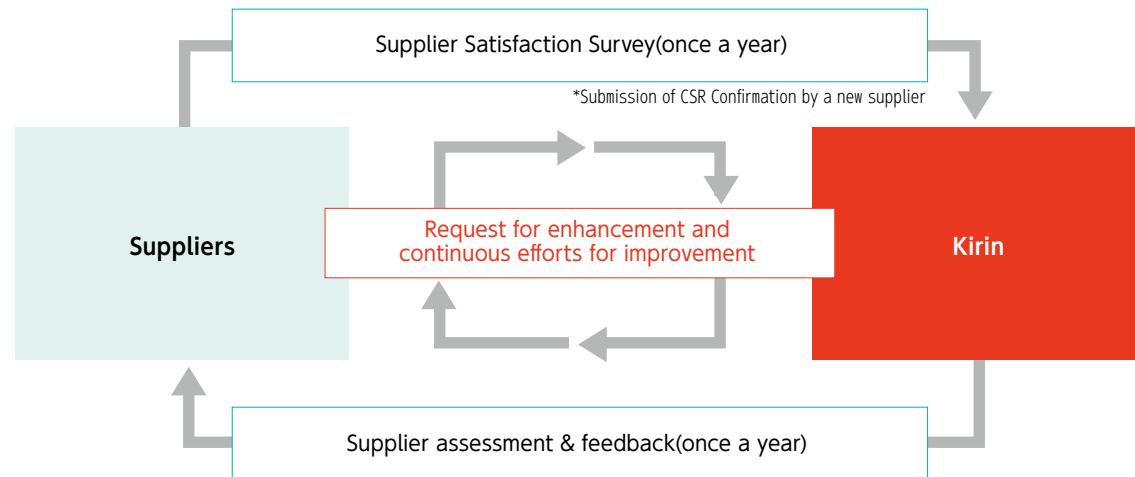 Supplier Satisfaction Survey(once a year)
*Submission of CSR Confirmation by a new supplier
Suppliers
Request for enhancement and
continuous efforts for improvement
Kirin
Supplier assessment & feedback(once a year)